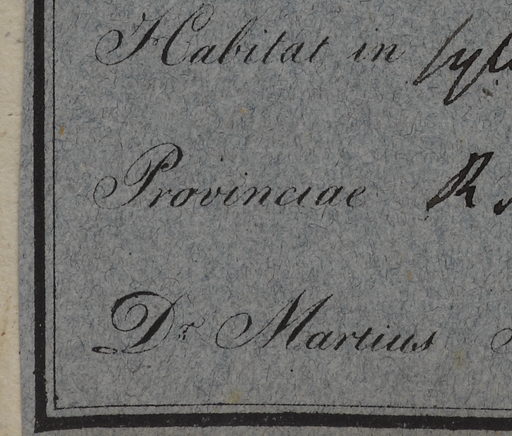 Habitat in
Provinciae R
Dr Martius